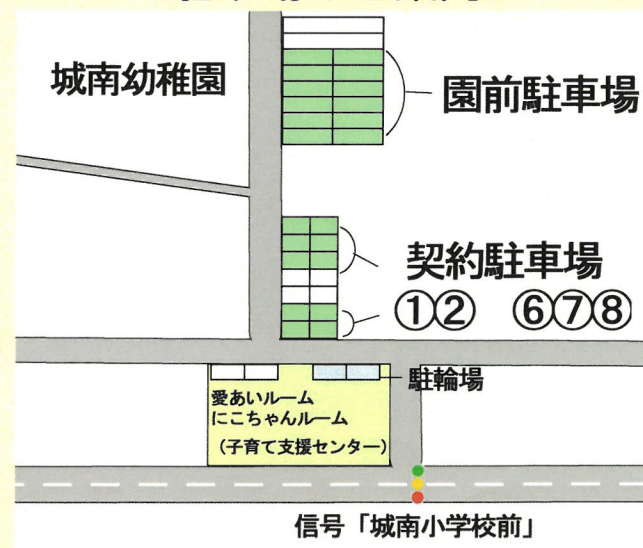 城南幼稚園
園前駐車場
契約駐車場
①② ⑥⑦⑧
駐輪場
愛あいルーム
にこちゃんルーム
(子育て支援センター)
信号「城南小学校前」